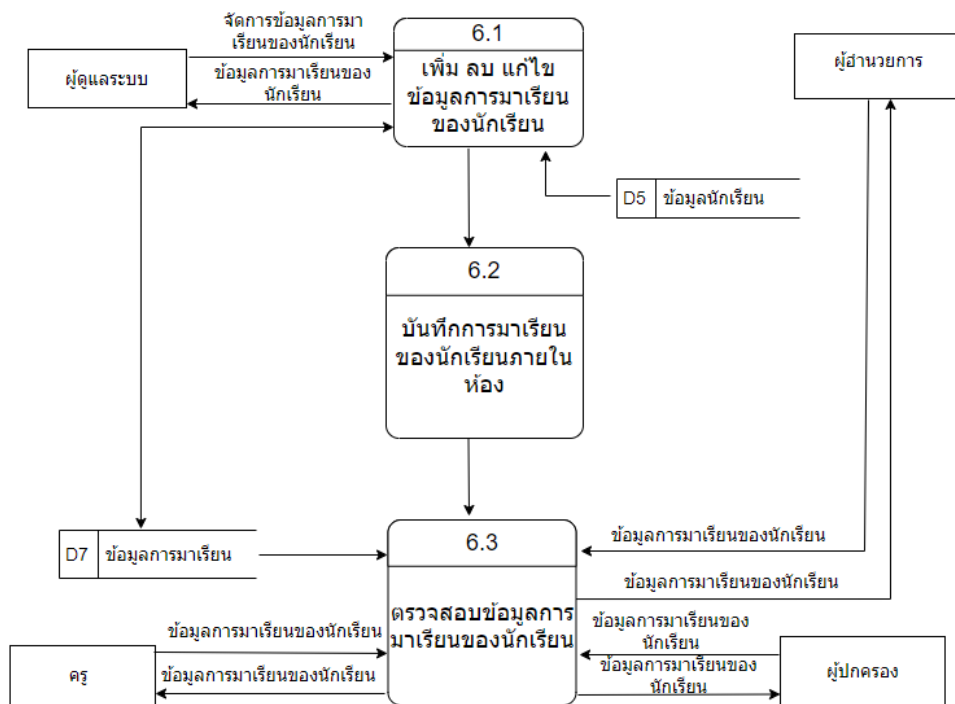 จัดการข้อมูลการมา
เรียนของนักเรียน
ผู้ดูแลระบบ
ข้อมูลการมาเรียนของ
นักเรียน
6.1
เพิ่ม ลบ แก้ไข
ข้อมูลการมาเรียน
ของนักเรียน
ผู้อำนวยการ
D5 ข้อมูลนักเรียน
6.2
บันทึกการมาเรียน
ของนักเรียนภายใน
ห้อง
D7 ข้อมูลการมาเรียน
6.3
ตรวจสอบข้อมูลการ
มาเรียนของนักเรียน
ข้อมูลการมาเรียนของนักเรียน
ข้อมูลการมาเรียนของนักเรียน
ข้อมูลการมาเรียนของนักเรียน
ครู
ข้อมูลการมาเรียนของนักเรียน
ข้อมูลการมาเรียนของ
นักเรียน
ข้อมูลการมาเรียนของ
นักเรียน
ผู้ปกครอง